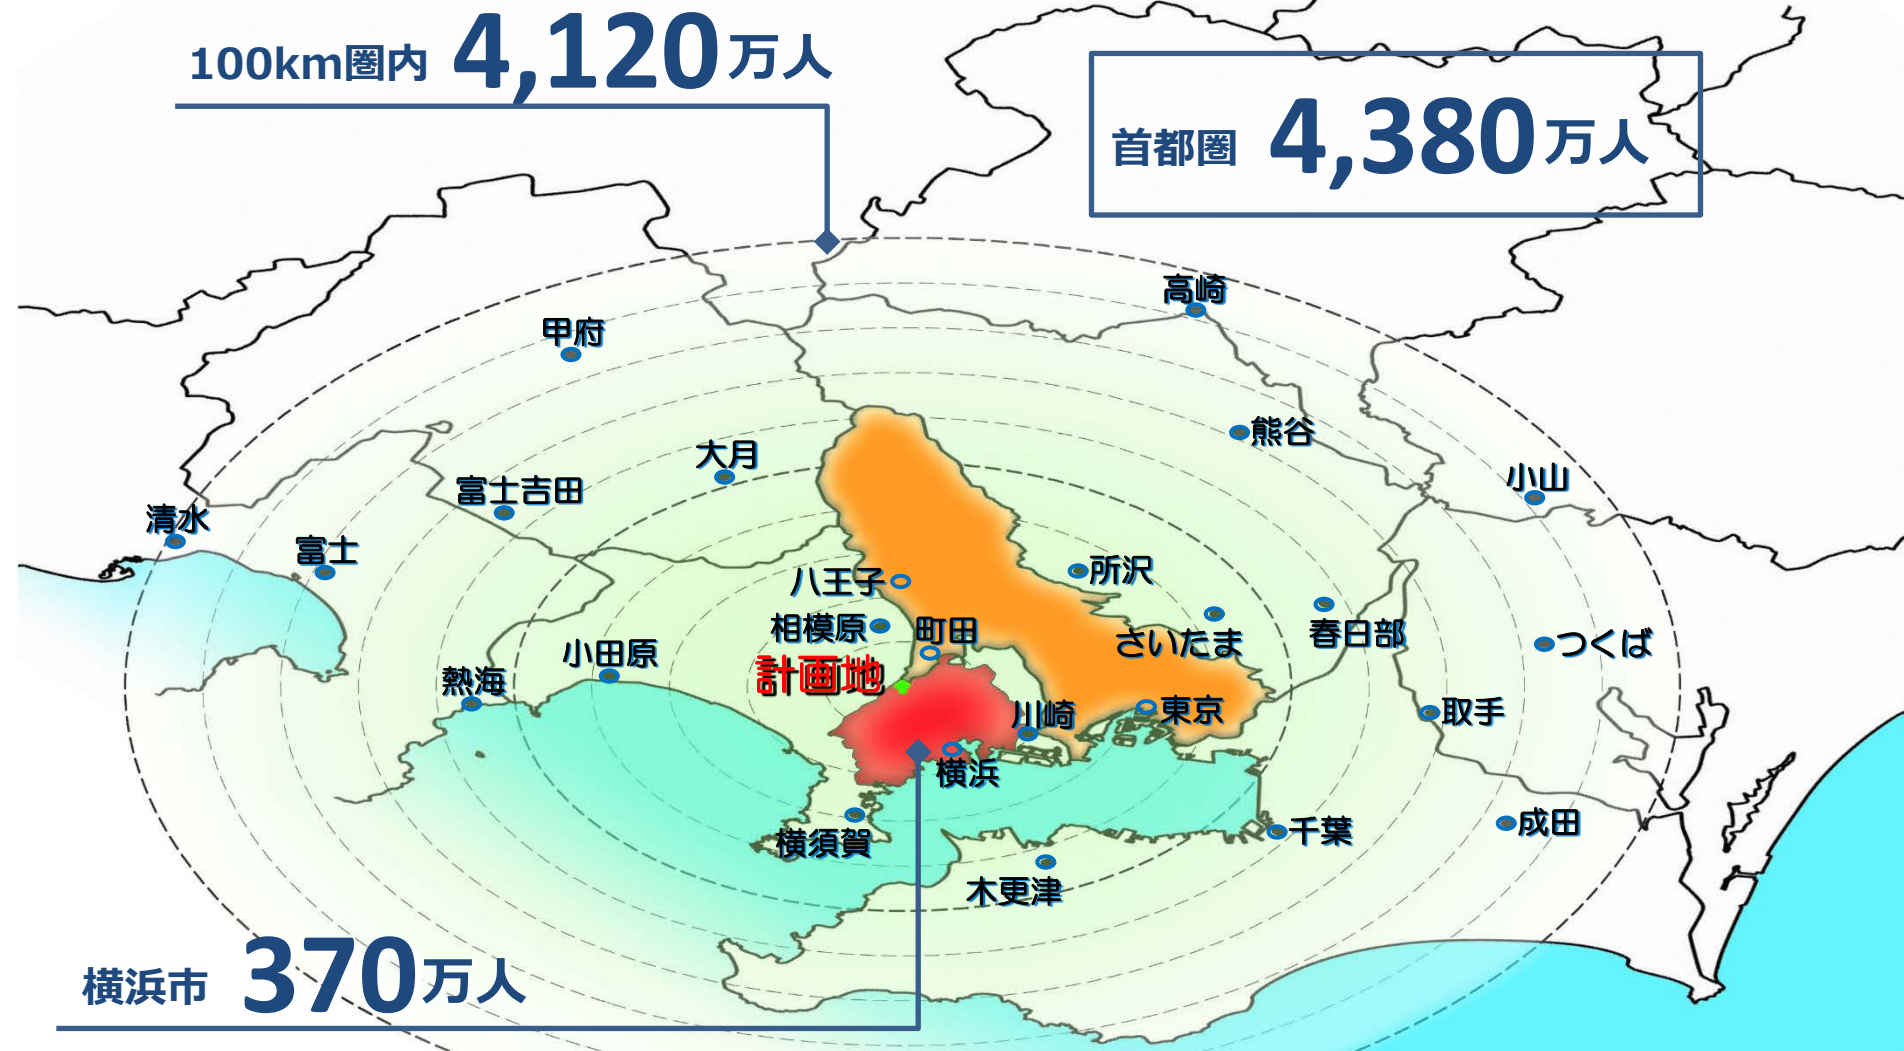 100km圏内 4,120万人
首都圏 4,380万人
高崎
甲府
熊谷
大月
小山
富士吉田
清水
富士
所沢
八王子
春日部
相模原
町田
さいたま
つくば
小田原
計画地
熱海
川崎
東京
取手
横浜
成田
千葉
横須賀
木更津
横浜市 370万人